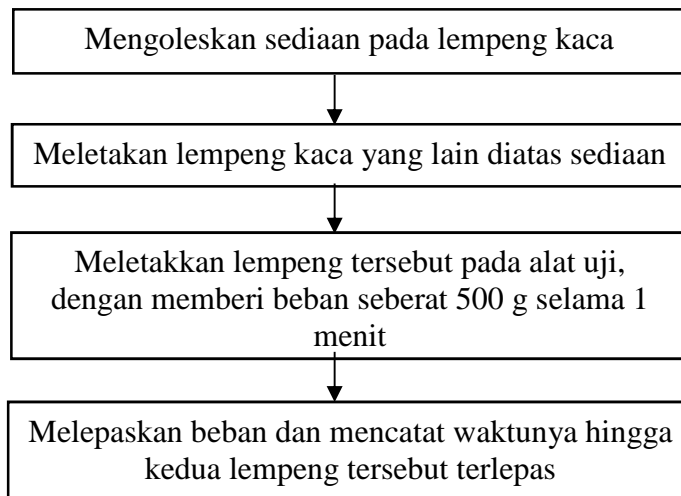 Mengoleskan sediaan pada lempeng kaca
Meletakan lempeng kaca yang lain diatas sediaan
Meletakkan lempeng tersebut pada alat uji,
dengan memberi beban seberat 500 g selama 1
menit
Melepaskan beban dan mencatat waktunya hingga
kedua lempeng tersebut terlepas